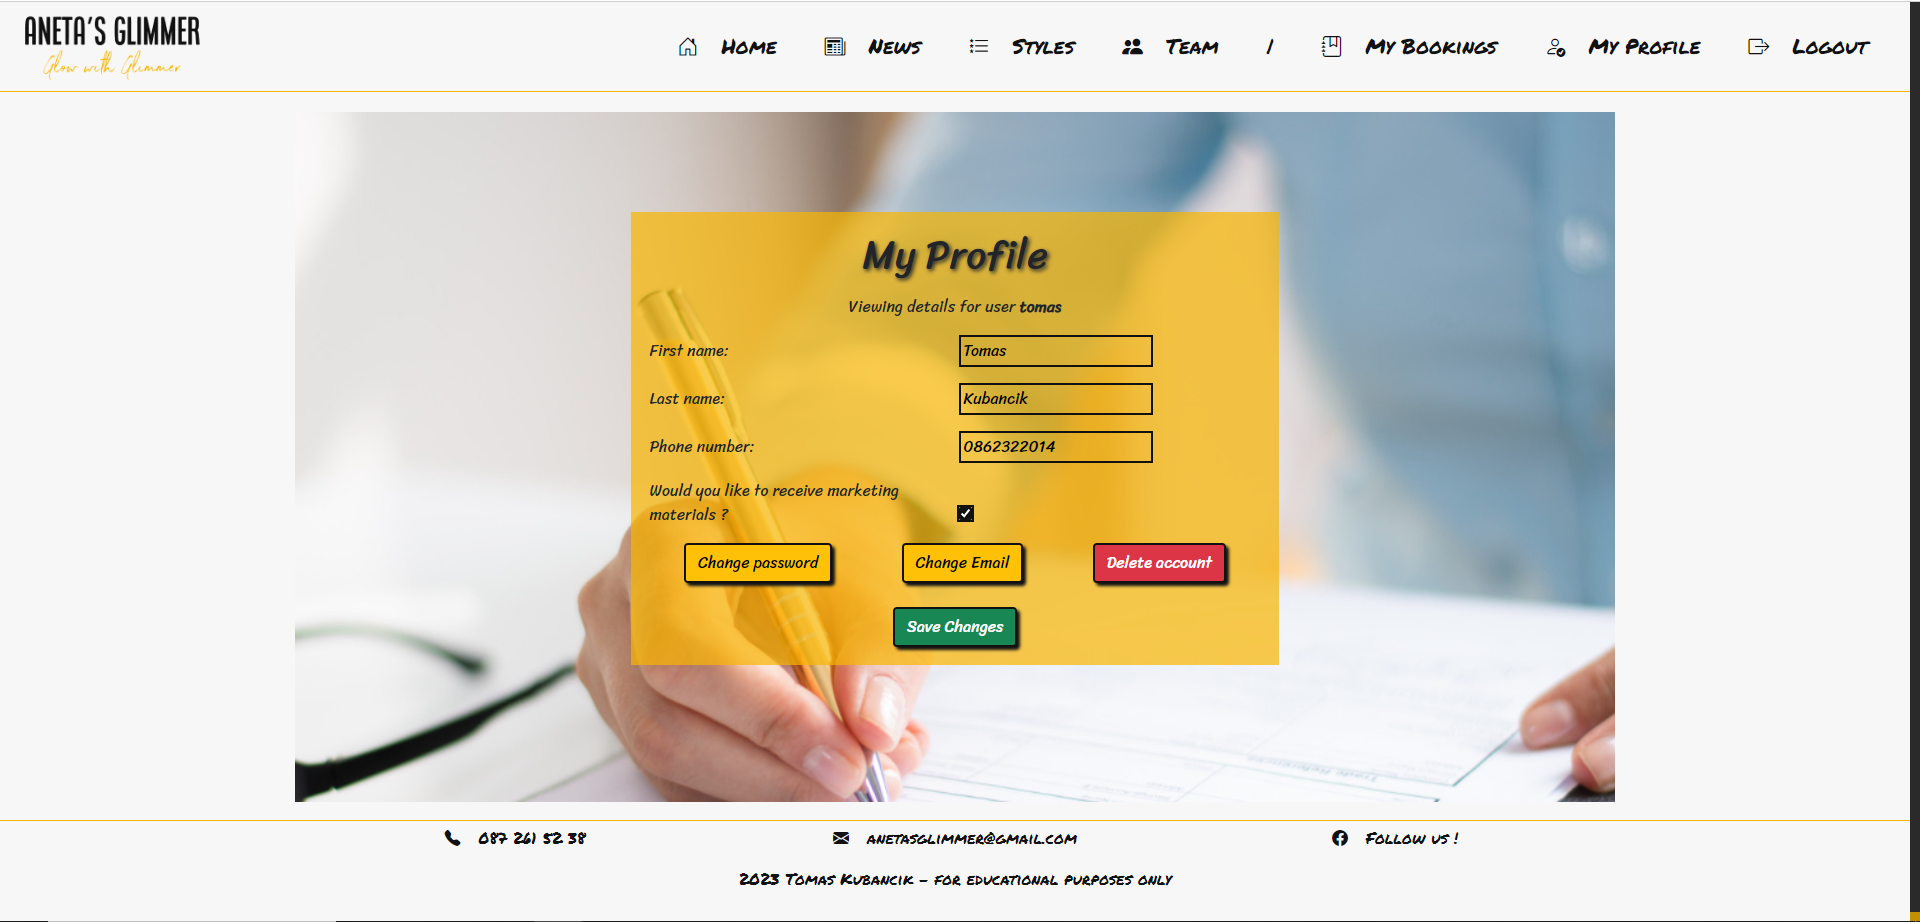 ANETA'S GLIMMER
Glow with Glimmer
Home News Styles Team / My Bookings My Profile Logout
My Profile
Viewing details for user tomas
First name: Tomas
Last name: Kubancik
Phone number: 0862322014
Would you like to receive marketing
materials ?
Change password Change Email Delete account
Save Changes
087 261 52 38 anetasglimmer@gmail.com Follow us !
2023 Tomas Kubancik - for educational purposes only